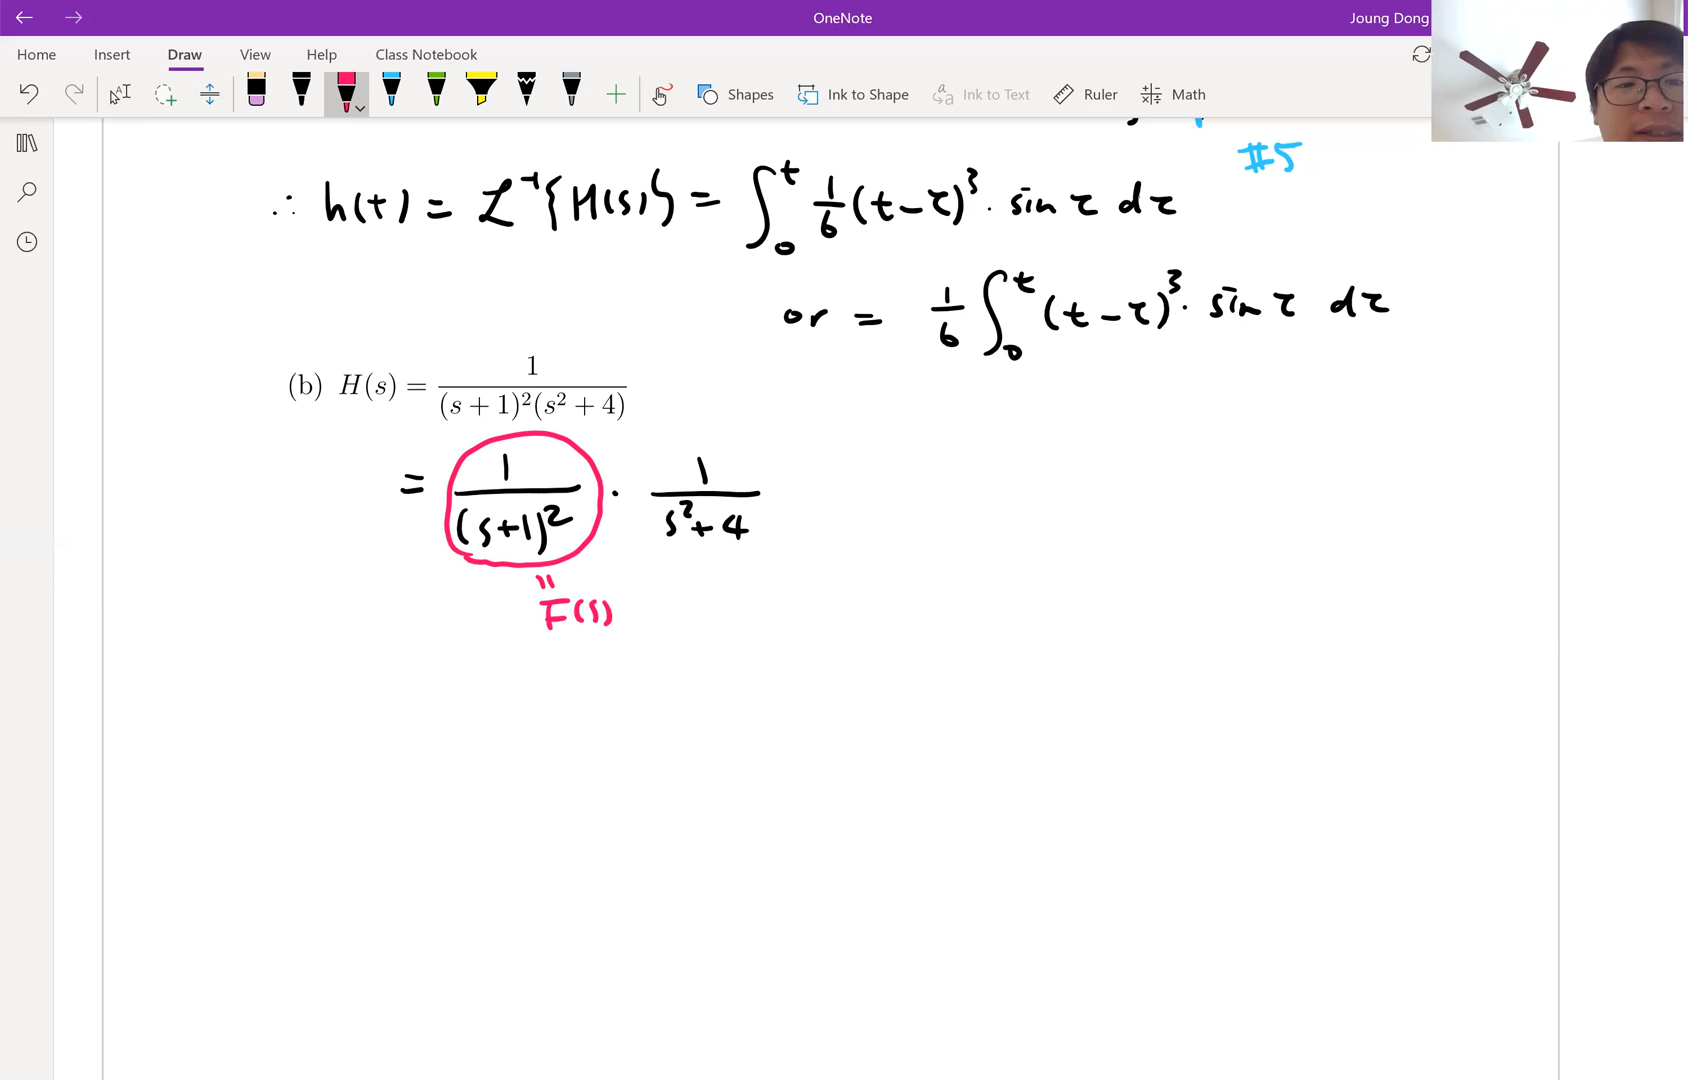 OneNote
Joung Dong
Home Insert Draw View Help Class Notebook
Shapes Ink to Shape Ink to Text Ruler Math
#5
∴ h(t) = ℒ⁻¹{H(s)} = ∫₀ᵗ 1/6 (t−τ)³ · sin τ dτ
or = 1/6 ∫₀ᵗ (t−τ)³ · sin τ dτ
(b) H(s) = 1/((s + 1)²(s² + 4))
= 1/(s+1)² · 1/(s²+4)
"
F(s)